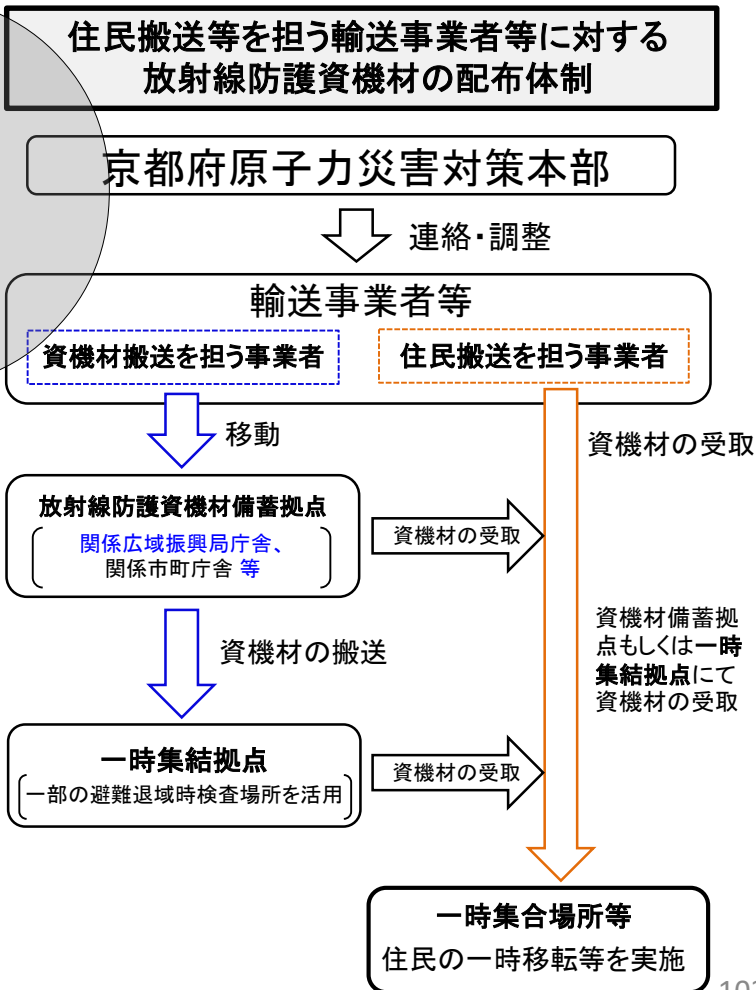 住民搬送等を担う輸送事業者等に対する
放射線防護資機材の配布体制
京都府原子力災害対策本部
連絡・調整
輸送事業者等
資機材搬送を担う事業者
住民搬送を担う事業者
移動
資機材の受取
放射線防護資機材備蓄拠点
関係広域振興局庁舎、
関係市町庁舎 等
資機材の受取
資機材の搬送
資機材備蓄拠
点もしくは一時
集結拠点にて
資機材の受取
一時集結拠点
一部の避難退域時検査場所を活用
資機材の受取
一時集合場所等
住民の一時移転等を実施